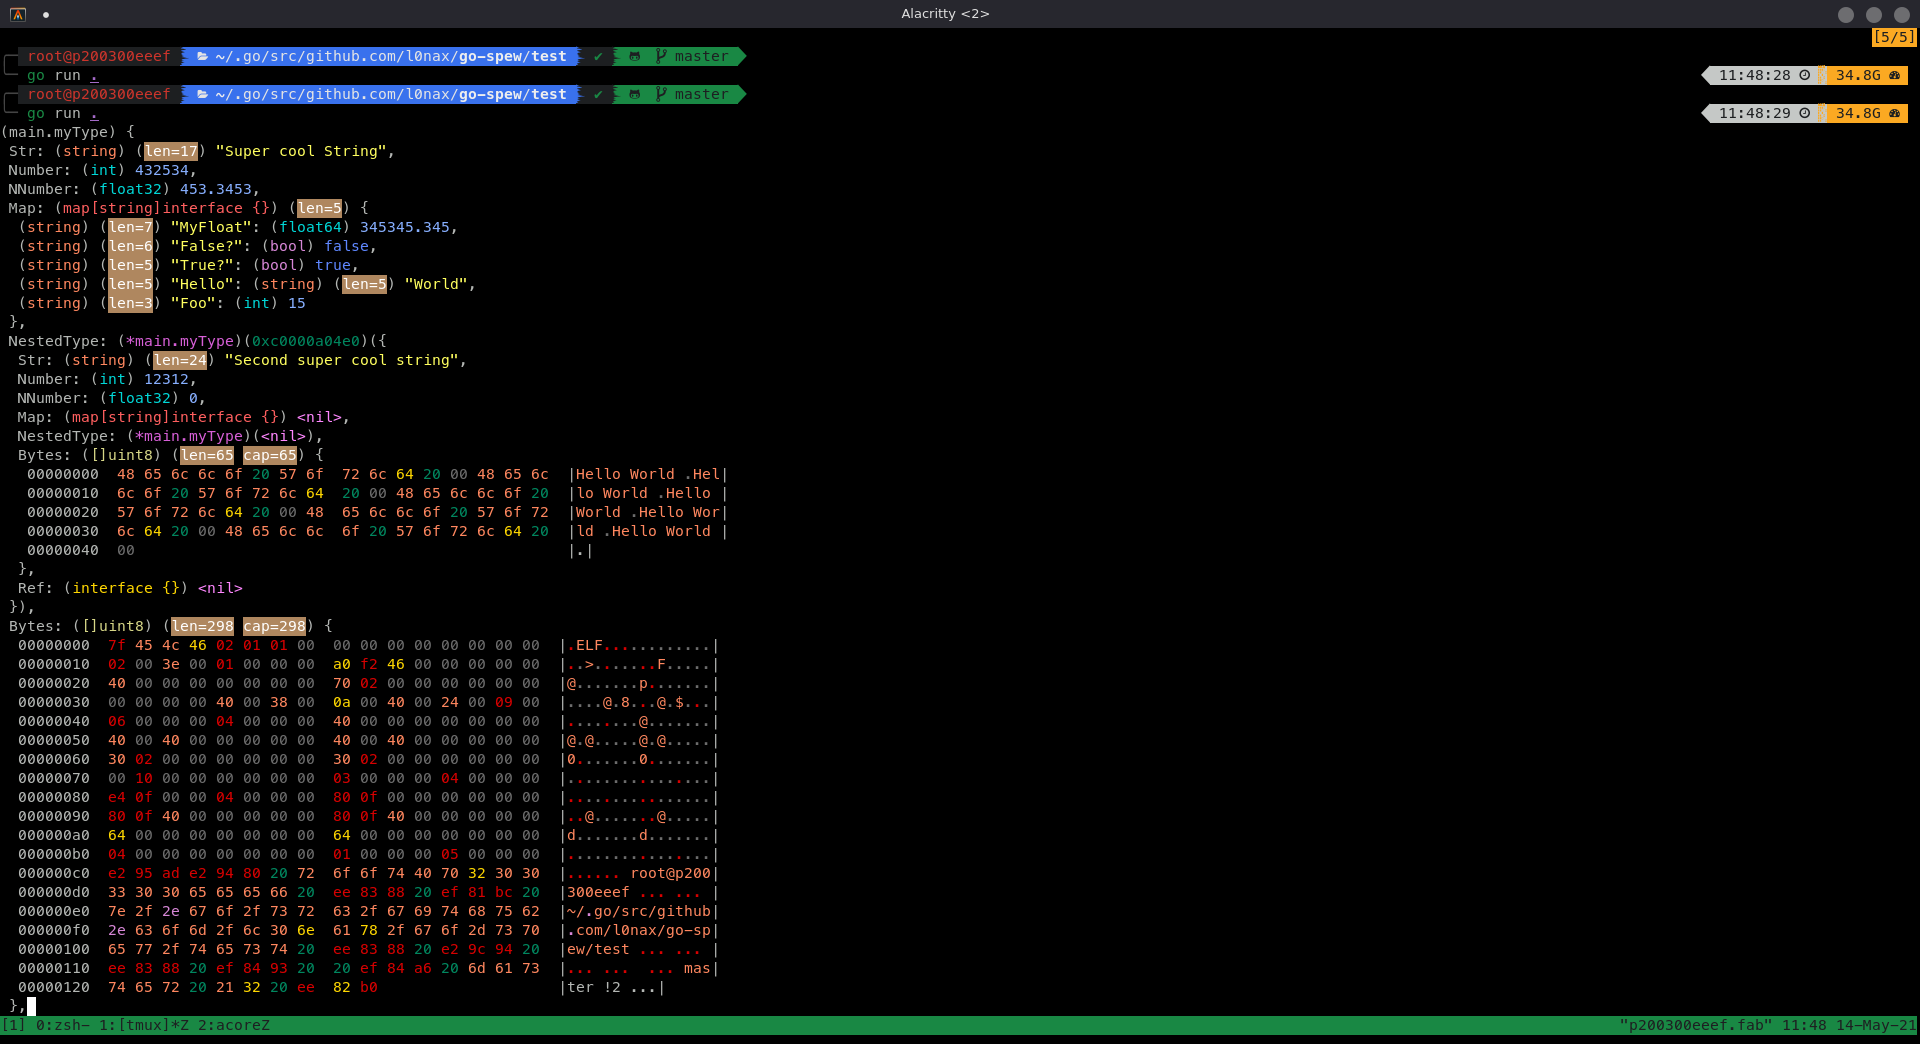 Alacritty <2>
[5/5]
root@p200300eeef ~/.go/src/github.com/l0nax/go-spew/test ✔ master
go run . 11:48:28 34.8G
root@p200300eeef ~/.go/src/github.com/l0nax/go-spew/test ✔ master
go run . 11:48:29 34.8G
(main.myType) {
Str: (string) (len=17) "Super cool String",
Number: (int) 432534,
NNumber: (float32) 453.3453,
Map: (map[string]interface {}) (len=5) {
(string) (len=7) "MyFloat": (float64) 345345.345,
(string) (len=6) "False?": (bool) false,
(string) (len=5) "True?": (bool) true,
(string) (len=5) "Hello": (string) (len=5) "World",
(string) (len=3) "Foo": (int) 15
},
NestedType: (*main.myType)(0xc0000a04e0)({
Str: (string) (len=24) "Second super cool string",
Number: (int) 12312,
NNumber: (float32) 0,
Map: (map[string]interface {}) <nil>,
NestedType: (*main.myType)(<nil>),
Bytes: ([]uint8) (len=65 cap=65) {
00000000  48 65 6c 6c 6f 20 57 6f  72 6c 64 20 00 48 65 6c  |Hello World .Hel|
00000010  6c 6f 20 57 6f 72 6c 64  20 00 48 65 6c 6c 6f 20  |lo World .Hello |
00000020  57 6f 72 6c 64 20 00 48  65 6c 6c 6f 20 57 6f 72  |World .Hello Wor|
00000030  6c 64 20 00 48 65 6c 6c  6f 20 57 6f 72 6c 64 20  |ld .Hello World |
00000040  00  |.|
},
Ref: (interface {}) <nil>
}),
Bytes: ([]uint8) (len=298 cap=298) {
00000000  7f 45 4c 46 02 01 01 00  00 00 00 00 00 00 00 00  |.ELF............|
00000010  02 00 3e 00 01 00 00 00  a0 f2 46 00 00 00 00 00  |..>.......F.....|
00000020  40 00 00 00 00 00 00 00  70 02 00 00 00 00 00 00  |@.......p.......|
00000030  00 00 00 00 40 00 38 00  0a 00 40 00 24 00 09 00  |....@.8...@.$...|
00000040  06 00 00 00 04 00 00 00  40 00 00 00 00 00 00 00  |........@.......|
00000050  40 00 40 00 00 00 00 00  40 00 40 00 00 00 00 00  |@.@.....@.@.....|
00000060  30 02 00 00 00 00 00 00  30 02 00 00 00 00 00 00  |0.......0.......|
00000070  00 10 00 00 00 00 00 00  03 00 00 00 04 00 00 00  |................|
00000080  e4 0f 00 00 04 00 00 00  80 0f 00 00 00 00 00 00  |................|
00000090  80 0f 40 00 00 00 00 00  80 0f 40 00 00 00 00 00  |..@.......@.....|
000000a0  64 00 00 00 00 00 00 00  64 00 00 00 00 00 00 00  |d.......d.......|
000000b0  04 00 00 00 00 00 00 00  01 00 00 00 05 00 00 00  |................|
000000c0  e2 95 ad e2 94 80 20 72  6f 6f 74 40 70 32 30 30  |...... root@p200|
000000d0  33 30 30 65 65 65 66 20  ee 83 88 20 ef 81 bc 20  |300eeef ... ... |
000000e0  7e 2f 2e 67 6f 2f 73 72  63 2f 67 69 74 68 75 62  |~/.go/src/github|
000000f0  2e 63 6f 6d 2f 6c 30 6e  61 78 2f 67 6f 2d 73 70  |.com/l0nax/go-sp|
00000100  65 77 2f 74 65 73 74 20  ee 83 88 20 e2 9c 94 20  |ew/test ... ... |
00000110  ee 83 88 20 ef 84 93 20  20 ef 84 a6 20 6d 61 73  |... ...  ... mas|
00000120  74 65 72 20 21 32 20 ee  82 b0  |ter !2 ...|
},
[1] 0:zsh- 1:[tmux]*Z 2:acoreZ "p200300eeef.fab" 11:48 14-May-21